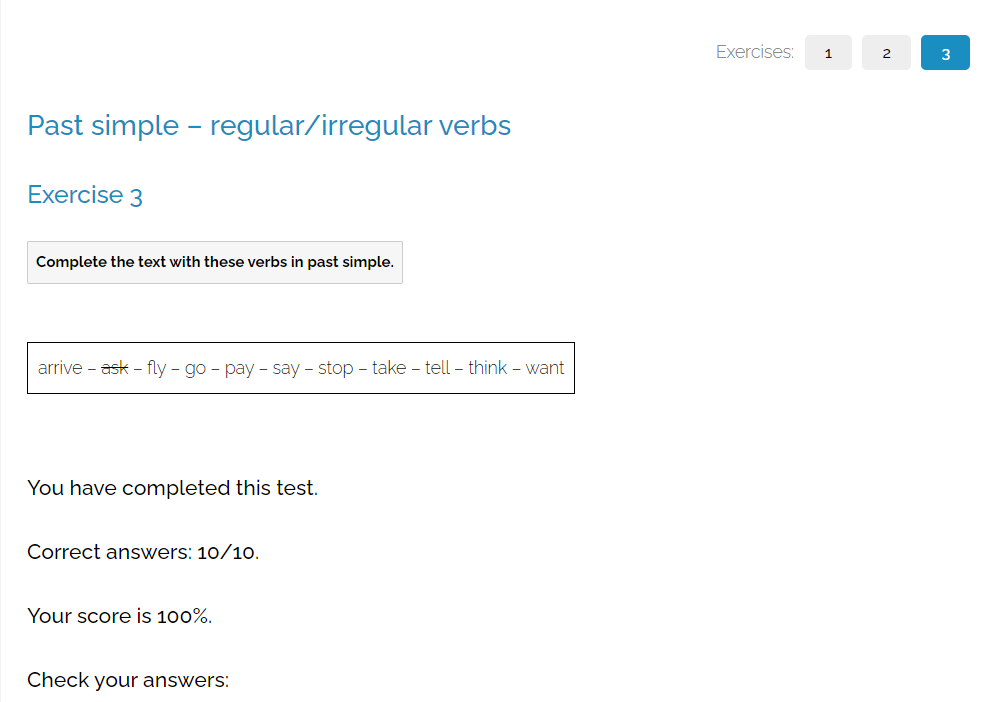 Exercises: 1 2 3
Past simple – regular/irregular verbs
Exercise 3
Complete the text with these verbs in past simple.
arrive – ask – fly – go – pay – say – stop – take – tell – think – want
You have completed this test.
Correct answers: 10/10.
Your score is 100%.
Check your answers: